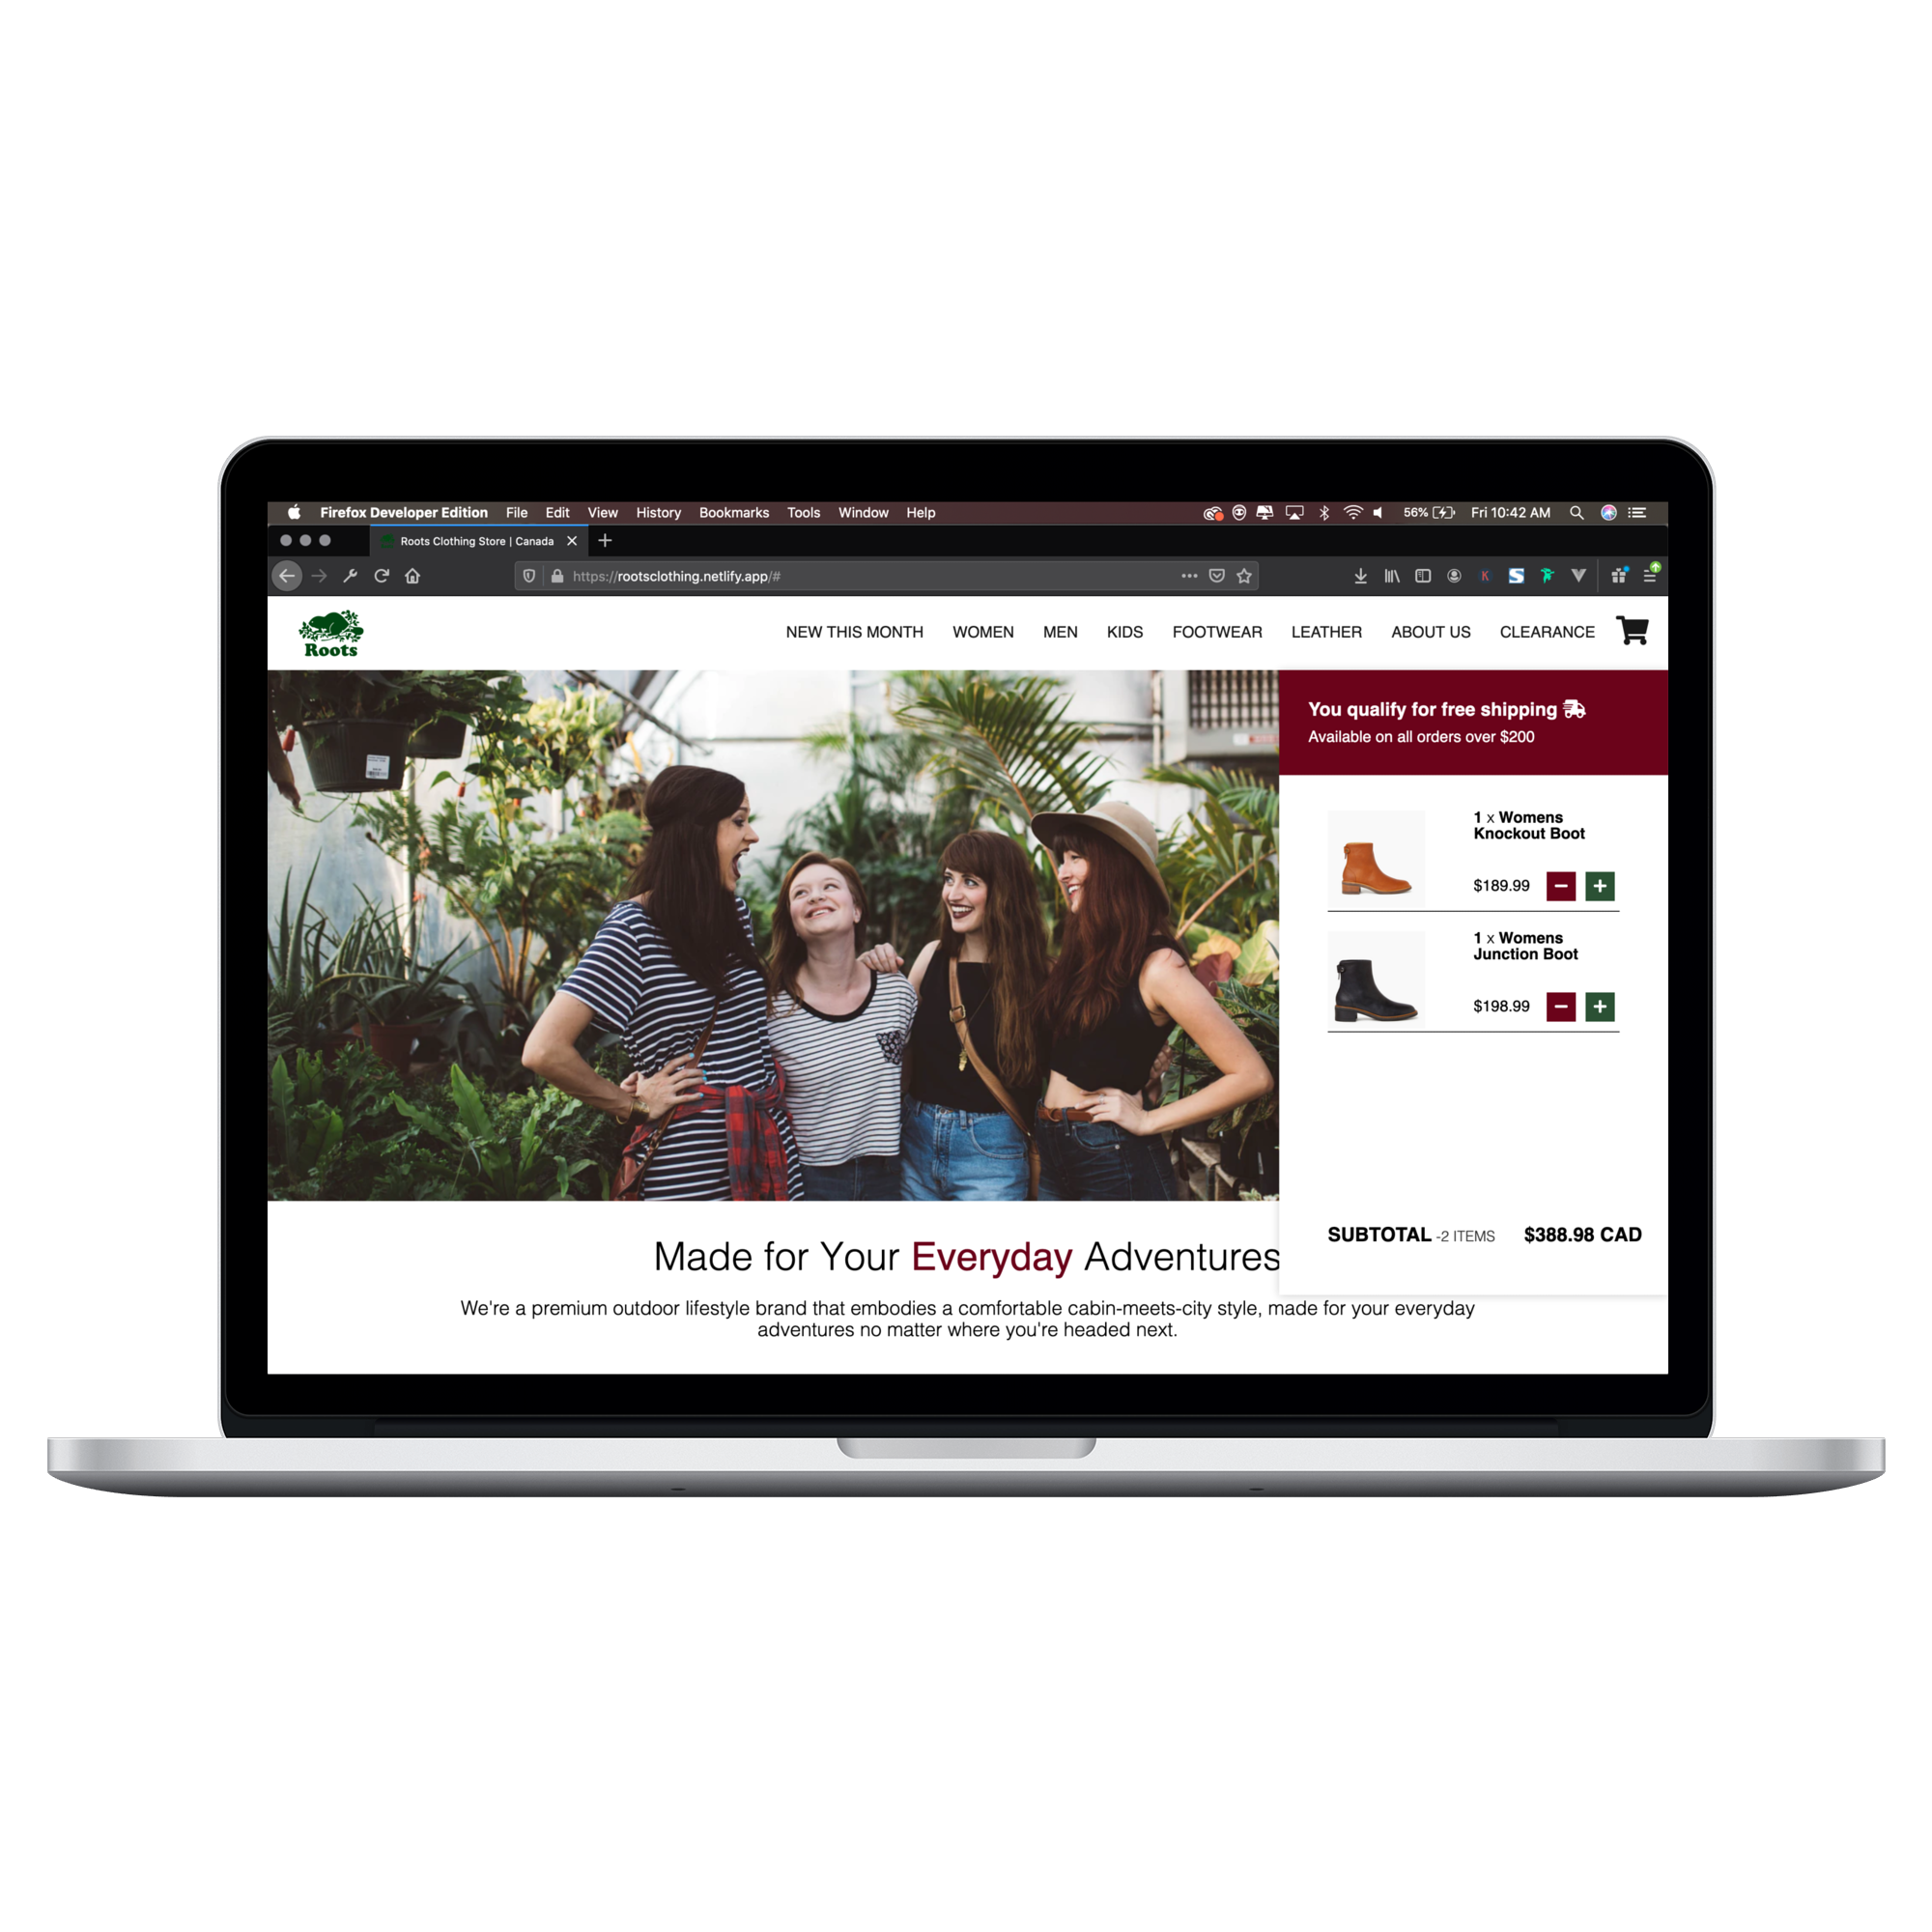 Firefox Developer Edition File Edit View History Bookmarks Tools Window Help 56% Fri 10:42 AM
Roots Clothing Store | Canada
https://rootsclothing.netlify.app/#
Roots
NEW THIS MONTH WOMEN MEN KIDS FOOTWEAR LEATHER ABOUT US CLEARANCE
You qualify for free shipping
Available on all orders over $200
1 x Womens
Knockout Boot
$189.99
1 x Womens
Junction Boot
$198.99
SUBTOTAL -2 ITEMS $388.98 CAD
Made for Your Everyday Adventures
We're a premium outdoor lifestyle brand that embodies a comfortable cabin-meets-city style, made for your everyday
adventures no matter where you're headed next.